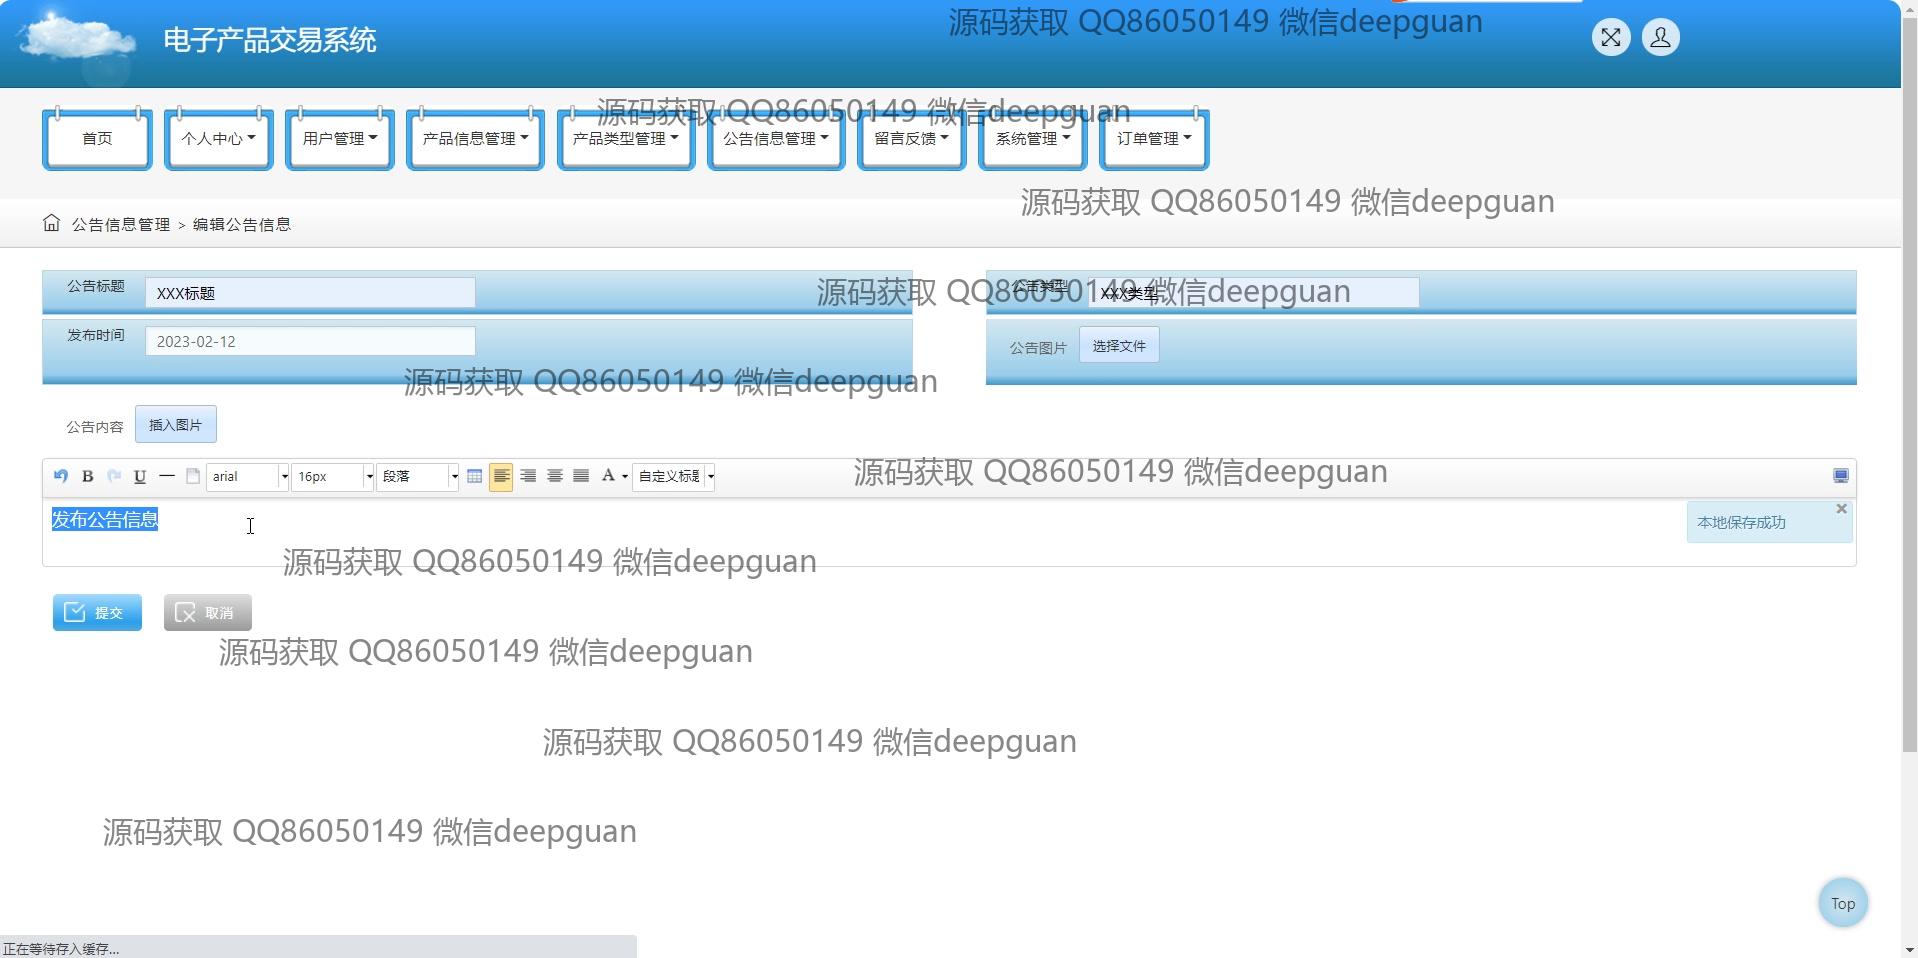 电子产品交易系统
源码获取 QQ86050149 微信deepguan
源码获取 QQ86050149 微信deepguan
首页 个人中心 用户管理 产品信息管理 产品类型管理 公告信息管理 留言反馈 系统管理 订单管理
源码获取 QQ86050149 微信deepguan
公告信息管理 > 编辑公告信息
公告标题 XXX标题 公告类型 XXX类型
源码获取 QQ86050149 微信deepguan
发布时间 2023-02-12 公告图片 选择文件
源码获取 QQ86050149 微信deepguan
公告内容 插入图片
B U arial 16px 段落 A 自定义标题
源码获取 QQ86050149 微信deepguan
发布公告信息 本地保存成功
源码获取 QQ86050149 微信deepguan
提交 取消
源码获取 QQ86050149 微信deepguan
源码获取 QQ86050149 微信deepguan
源码获取 QQ86050149 微信deepguan
Top
正在等待存入缓存...